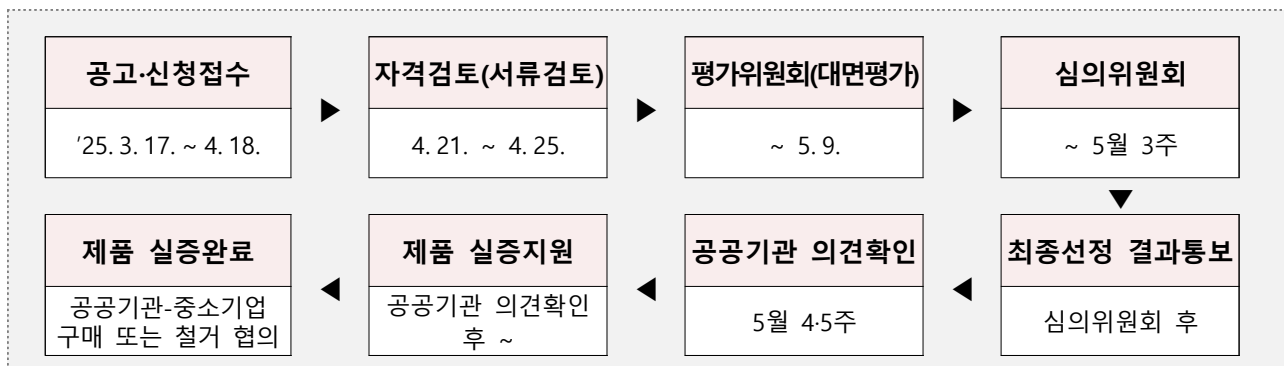 공고·신청접수
'25. 3. 17. ~ 4. 18.
자격검토(서류검토)
4. 21. ~ 4. 25.
평가위원회(대면평가)
~ 5. 9.
심의위원회
~ 5월 3주
최종선정 결과통보
심의위원회 후
공공기관 의견확인
5월 4·5주
제품 실증지원
공공기관 의견확인
후 ~
제품 실증완료
공공기관-중소기업
구매 또는 철거 협의